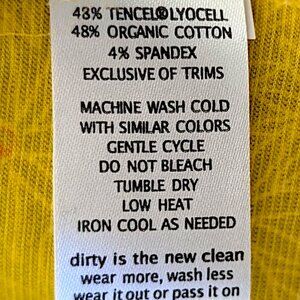 48% TENCEL®LYOCELL
48% ORGANIC COTTON
4% SPANDEX
EXCLUSIVE OF TRIMS
MACHINE WASH COLD
WITH SIMILAR COLORS
GENTLE CYCLE
DO NOT BLEACH
TUMBLE DRY
LOW HEAT
IRON COOL AS NEEDED
dirty is the new clean
wear more, wash less
wear it out or pass it on